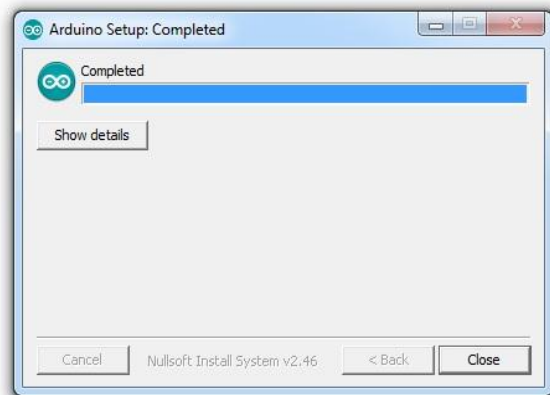 Arduino Setup: Completed
Completed
Show details
Cancel Nullsoft Install System v2.46 < Back Close